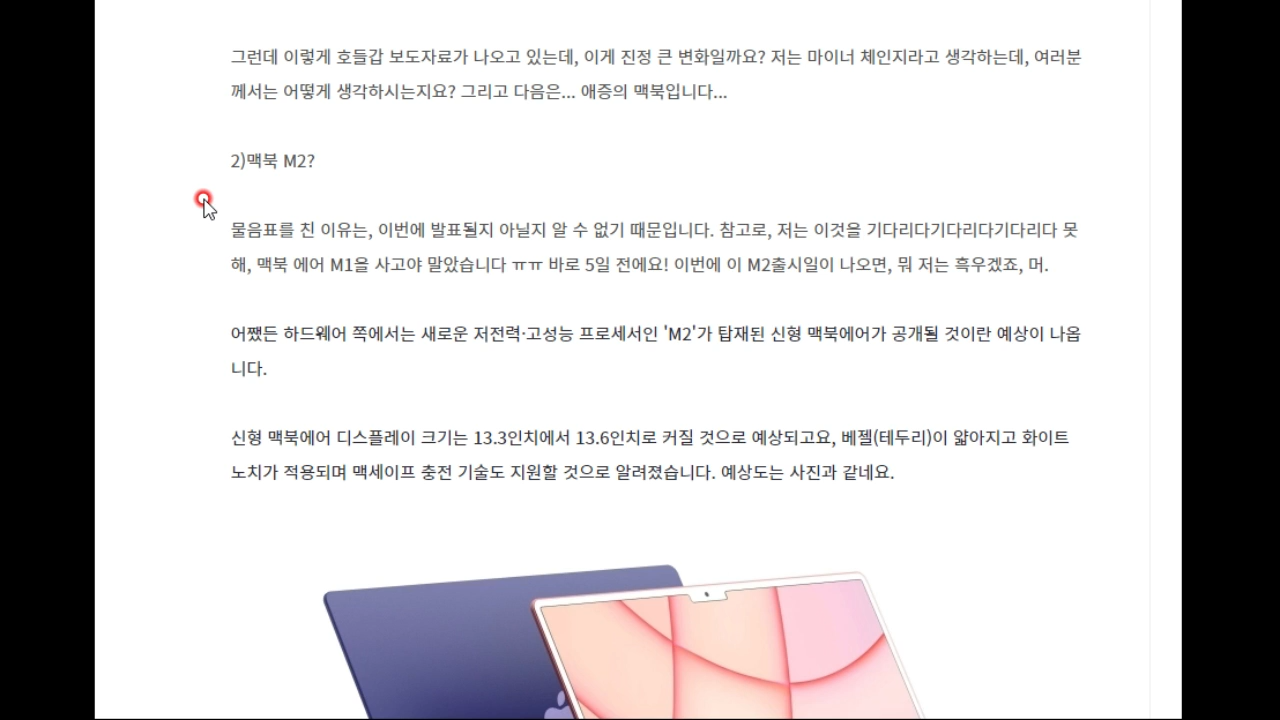 그런데 이렇게 호들갑 보도자료가 나오고 있는데, 이게 진정 큰 변화일까요? 저는 마이너 체인지라고 생각하는데, 여러분
께서는 어떻게 생각하시는지요? 그리고 다음은... 애증의 맥북입니다...
2)맥북 M2?
물음표를 친 이유는, 이번에 발표될지 아닐지 알 수 없기 때문입니다. 참고로, 저는 이것을 기다리다기다리다기다리다 못
해, 맥북 에어 M1을 사고야 말았습니다 ㅠㅠ 바로 5일 전에요! 이번에 이 M2출시일이 나오면, 뭐 저는 흑우겠죠, 머.
어쨌든 하드웨어 쪽에서는 새로운 저전력·고성능 프로세서인 'M2'가 탑재된 신형 맥북에어가 공개될 것이란 예상이 나옵
니다.
신형 맥북에어 디스플레이 크기는 13.3인치에서 13.6인치로 커질 것으로 예상되고요, 베젤(테두리)이 얇아지고 화이트
노치가 적용되며 맥세이프 충전 기술도 지원할 것으로 알려졌습니다. 예상도는 사진과 같네요.